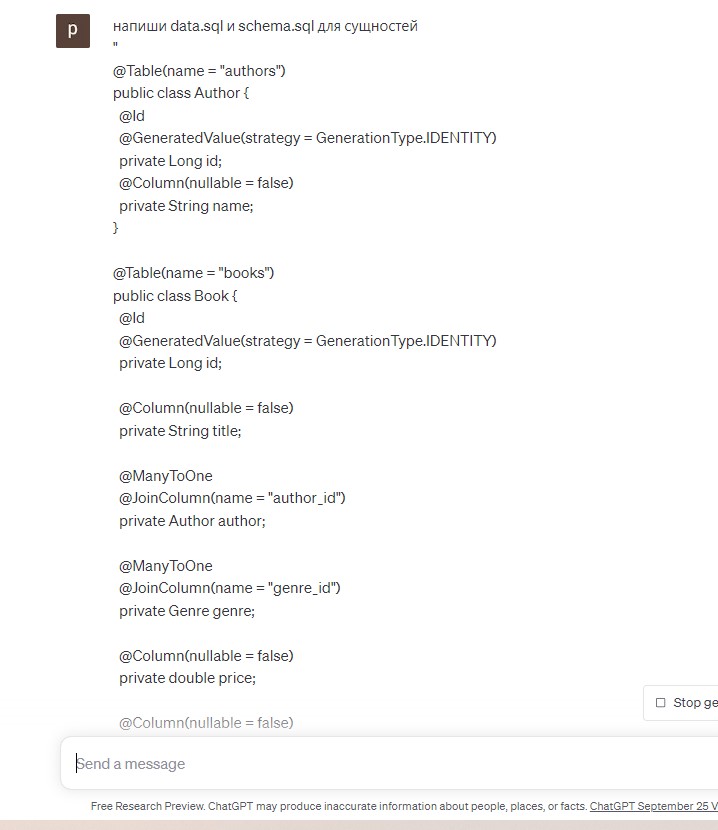 p
напиши data.sql и schema.sql для сущностей
"
@Table(name = "authors")
public class Author {
@Id
@GeneratedValue(strategy = GenerationType.IDENTITY)
private Long id;
@Column(nullable = false)
private String name;
}
@Table(name = "books")
public class Book {
@Id
@GeneratedValue(strategy = GenerationType.IDENTITY)
private Long id;
@Column(nullable = false)
private String title;
@ManyToOne
@JoinColumn(name = "author_id")
private Author author;
@ManyToOne
@JoinColumn(name = "genre_id")
private Genre genre;
@Column(nullable = false)
private double price;
Stop ge
@Column(nullable = false)
Send a message
Free Research Preview. ChatGPT may produce inaccurate information about people, places, or facts. ChatGPT September 25 V